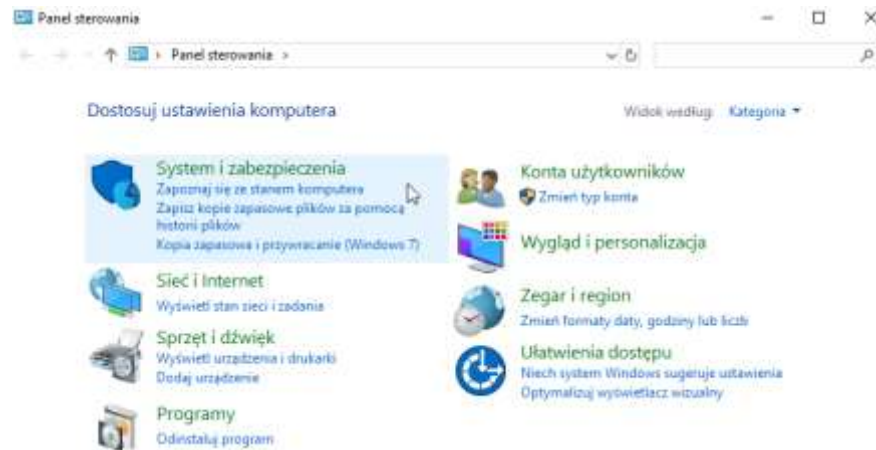 Panel sterowania
Panel sterowania
Dostosuj ustawienia komputera
Widok według: Kategoria
System i zabezpieczenia
Zapoznaj się ze stanem komputera
Zapisz kopie zapasowe plików za pomocą
historii plików
Kopia zapasowa i przywracanie (Windows 7)
Sieć i Internet
Wyświetl stan sieci i zadania
Sprzęt i dźwięk
Wyświetl urządzenia i drukarki
Dodaj urządzenie
Programy
Odinstaluj program
Konta użytkowników
Zmień typ konta
Wygląd i personalizacja
Zegar i region
Zmień formaty daty, godziny lub liczb
Ułatwienia dostępu
Niech system Windows sugeruje ustawienia
Optymalizuj wyświetlacz wizualny